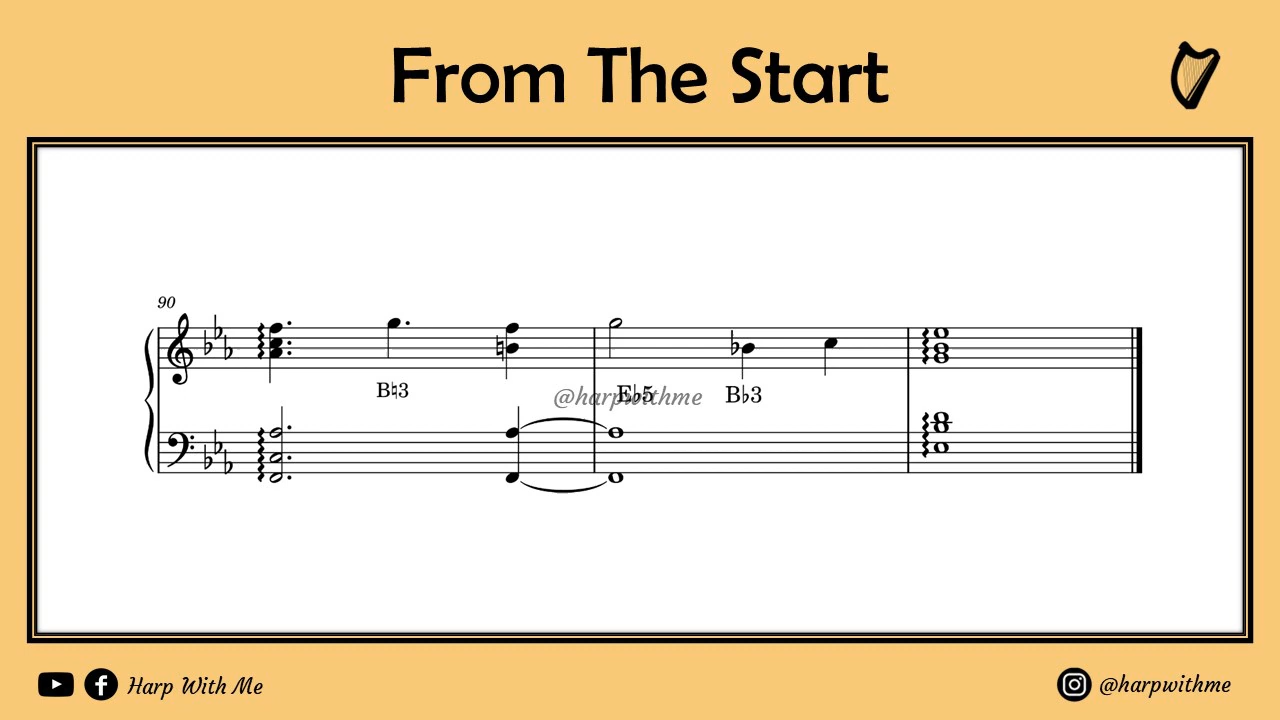 From The Start
90
B♮3
@harpwithme
E♭5
B♭3
Harp With Me
@harpwithme